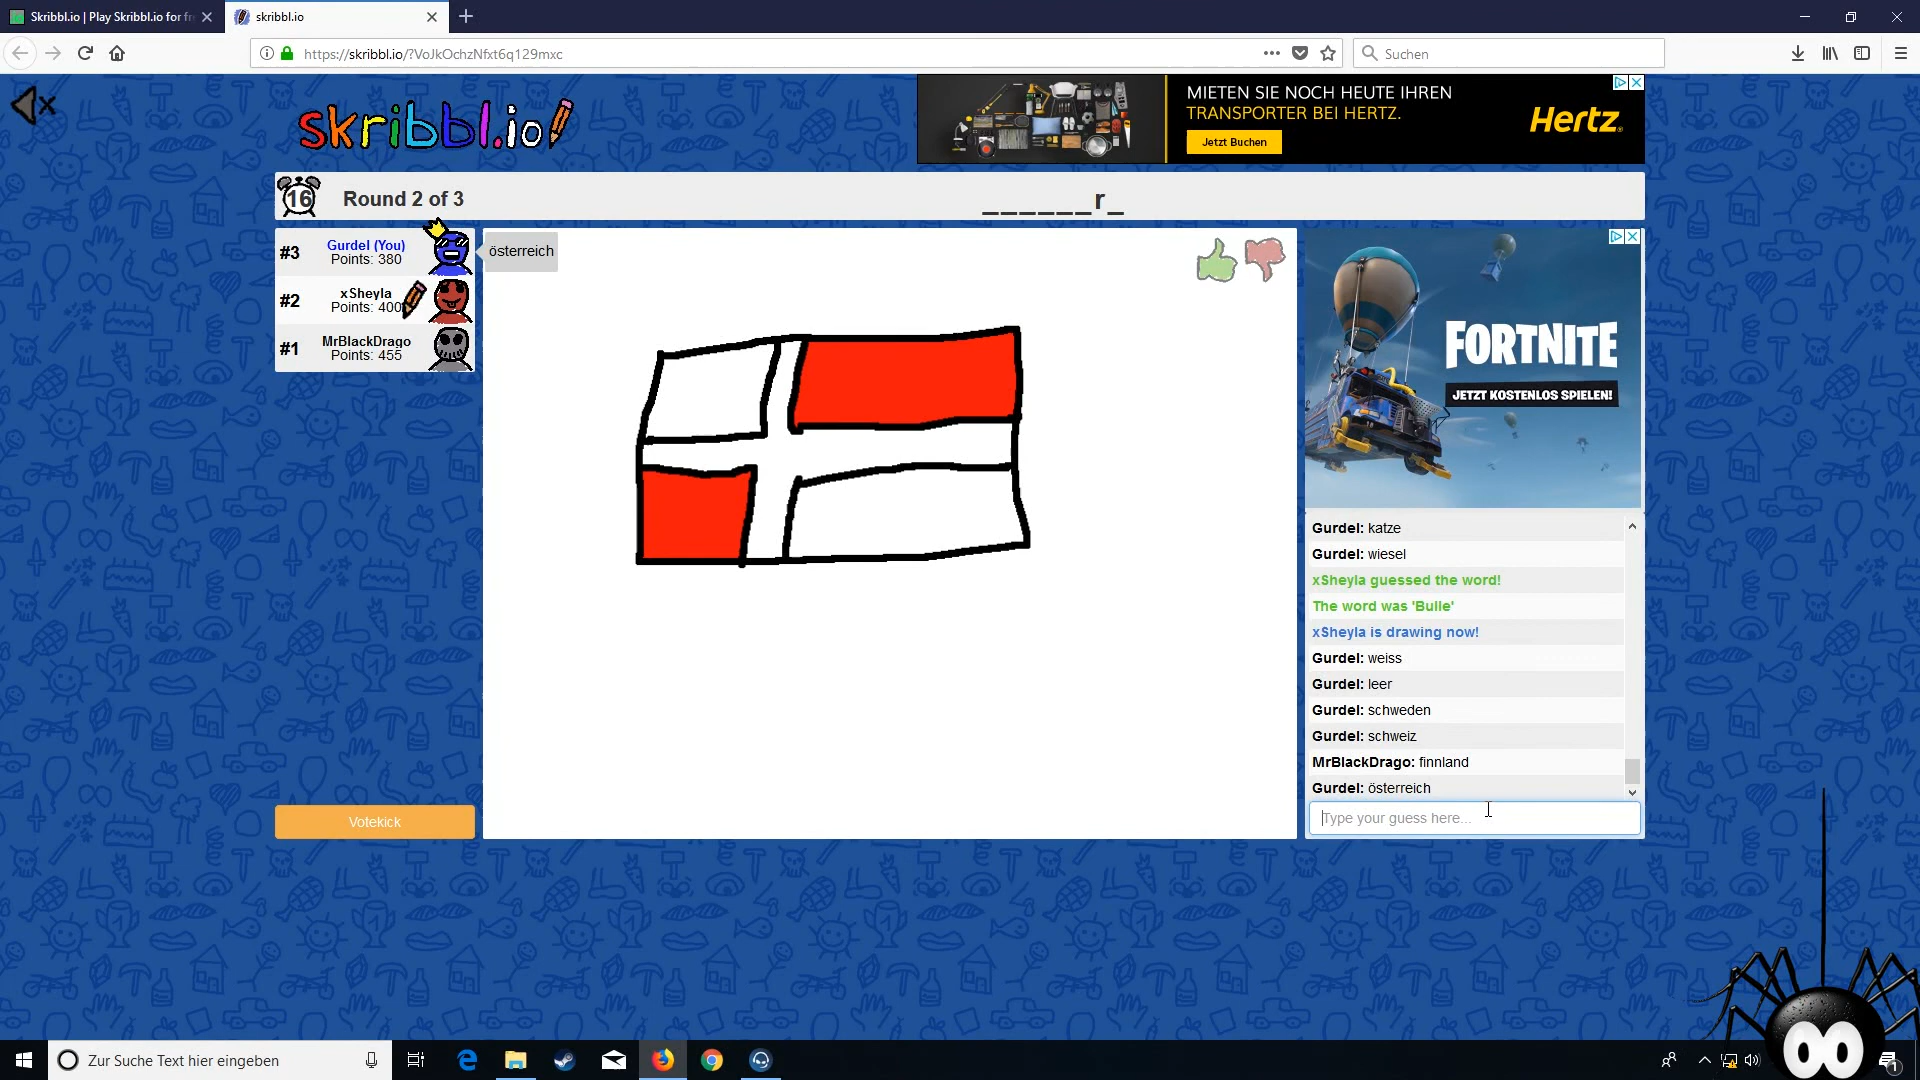 Skribbl.io | Play Skribbl.io for fr
skribbl.io
https://skribbl.io/?VoJkOchzNfxt6q129mxc
Suchen
skribbl.io
MIETEN SIE NOCH HEUTE IHREN
TRANSPORTER BEI HERTZ.
Jetzt Buchen
Hertz.
16
Round 2 of 3
______r_
#3
Gurdel (You)
Points: 380
österreich
#2
xSheyla
Points: 400
#1
MrBlackDrago
Points: 455
Votekick
FORTNITE
JETZT KOSTENLOS SPIELEN!
Gurdel: katze
Gurdel: wiesel
xSheyla guessed the word!
The word was 'Bulle'
xSheyla is drawing now!
Gurdel: weiss
Gurdel: leer
Gurdel: schweden
Gurdel: schweiz
MrBlackDrago: finnland
Gurdel: österreich
Type your guess here...
Zur Suche Text hier eingeben
1